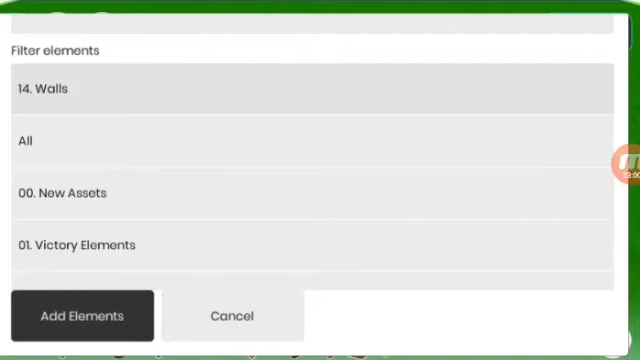 Filter elements
14. Walls
All
00. New Assets
01. Victory Elements
Add Elements
Cancel